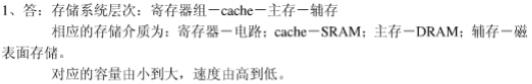 1、答：存储系统层次：寄存器组－cache－主存－辅存
相应的存储介质为：寄存器－电路；cache－SRAM；主存－DRAM；辅存－磁
表面存储。
对应的容量由小到大，速度由高到低。